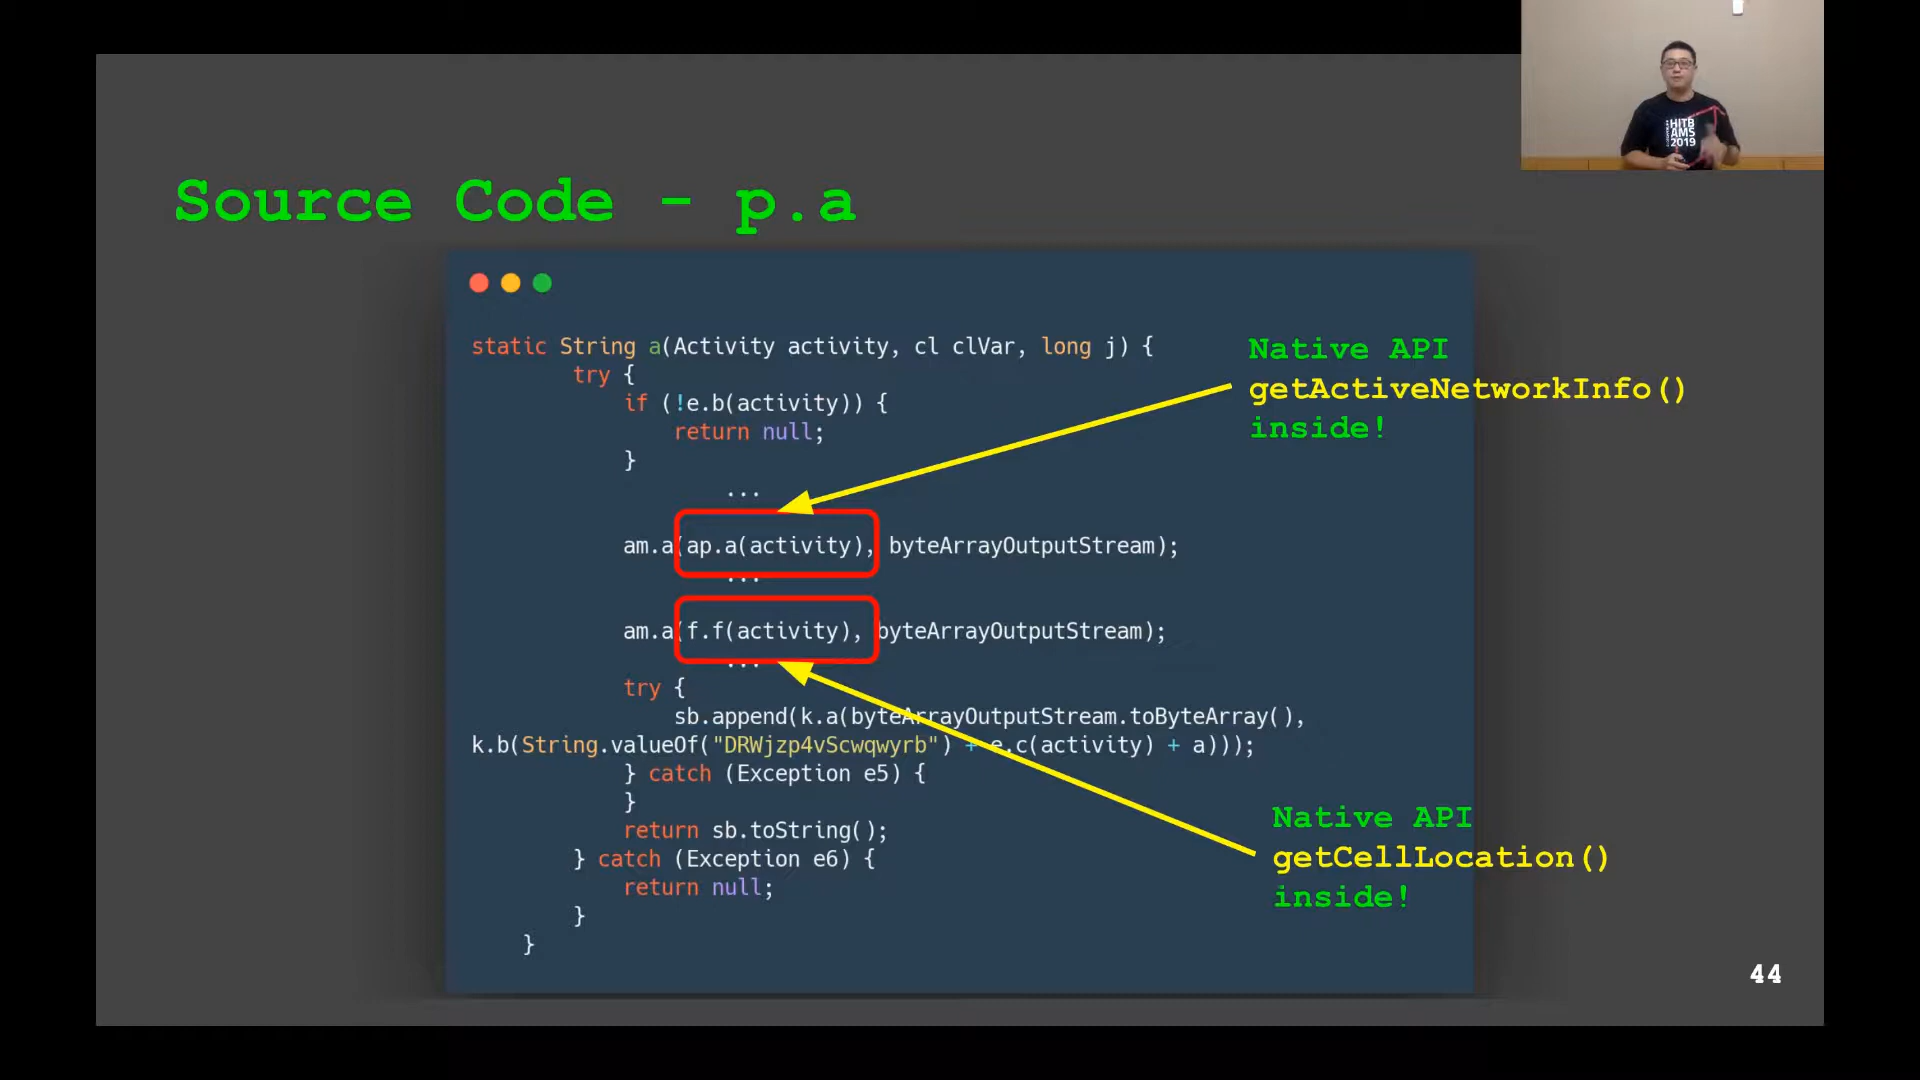 HITB
AMS
2019
Source Code - p.a
static String a(Activity activity, cl clVar, long j) {
try {
if (!e.b(activity)) {
return null;
}
...
am.a(ap.a(activity), byteArrayOutputStream);
...
am.a(f.f(activity), byteArrayOutputStream);
...
try {
sb.append(k.a(byteArrayOutputStream.toByteArray(),
k.b(String.valueOf("DRWjzp4vScwqwyrb") + e.c(activity) + a)));
} catch (Exception e5) {
}
return sb.toString();
} catch (Exception e6) {
return null;
}
}
Native API
getActiveNetworkInfo()
inside!
Native API
getCellLocation()
inside!
44